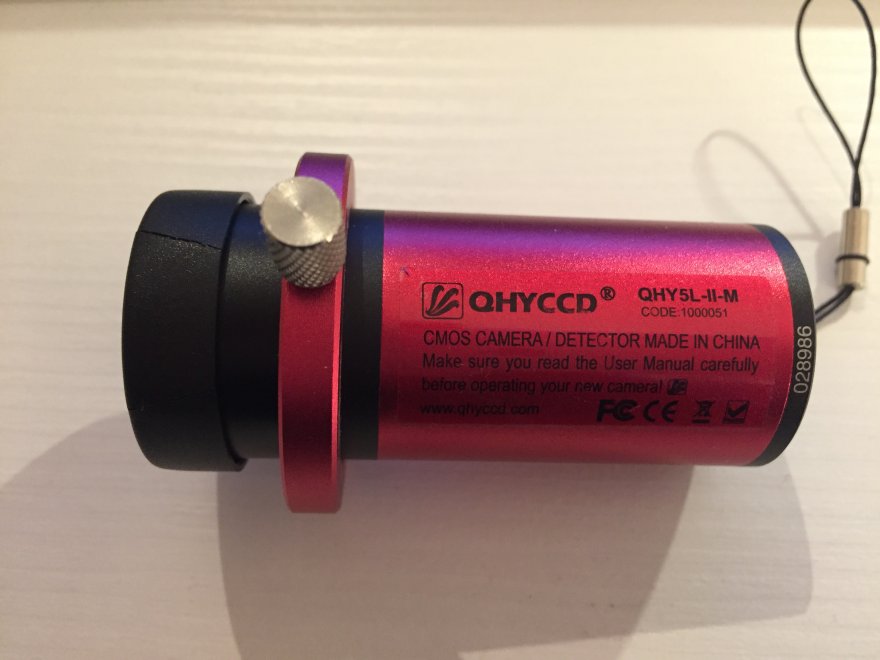 QHYCCD® QHY5L-II-M
CODE:1000051
CMOS CAMERA / DETECTOR MADE IN CHINA
Make sure you read the User Manual carefully
before operating your new camera!
www.qhyccd.com FC CE
028986